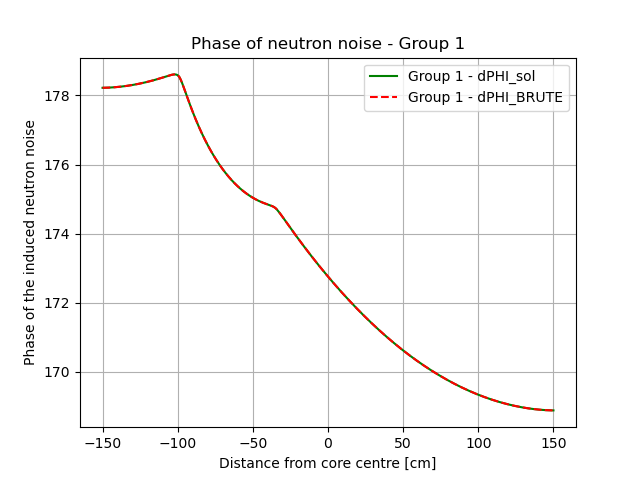 Phase of neutron noise - Group 1
Group 1 - dPHI_sol
Group 1 - dPHI_BRUTE
Phase of the induced neutron noise
178
176
174
172
170
−150
−100
−50
0
50
100
150
Distance from core centre [cm]